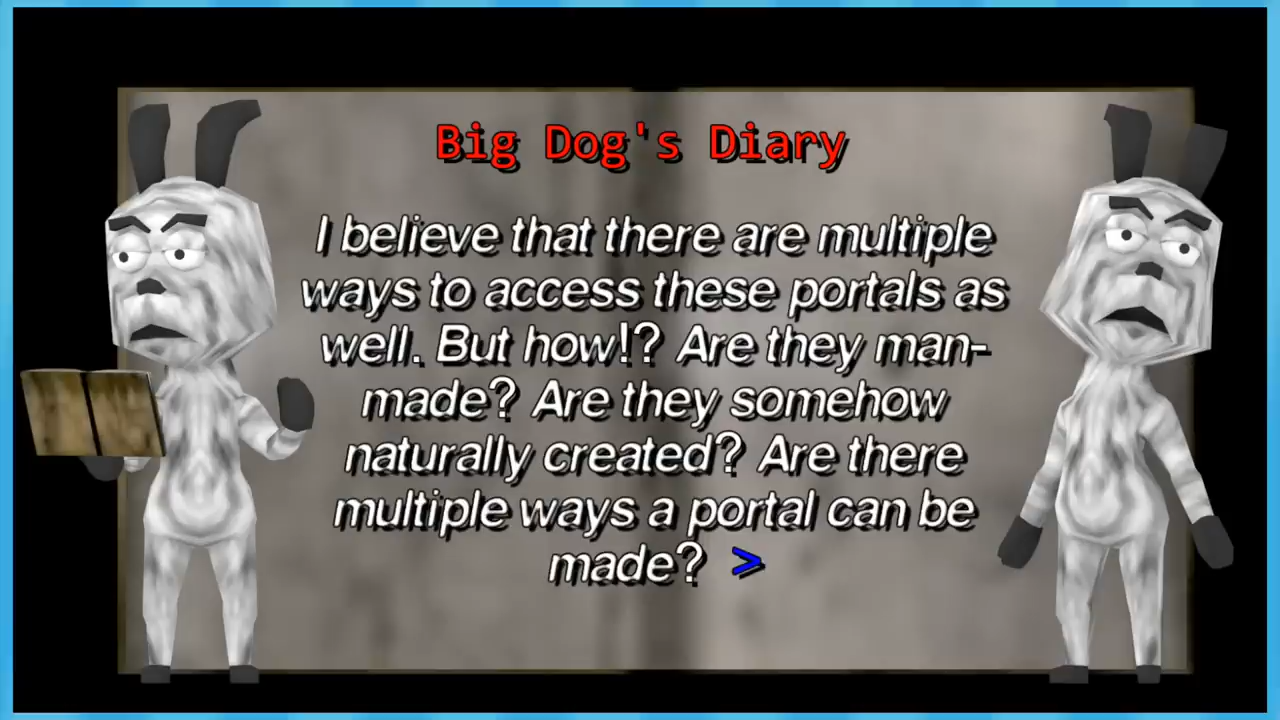 Big Dog's Diary
I believe that there are multiple
ways to access these portals as
well. But how!? Are they man-
made? Are they somehow
naturally created? Are there
multiple ways a portal can be
made? >